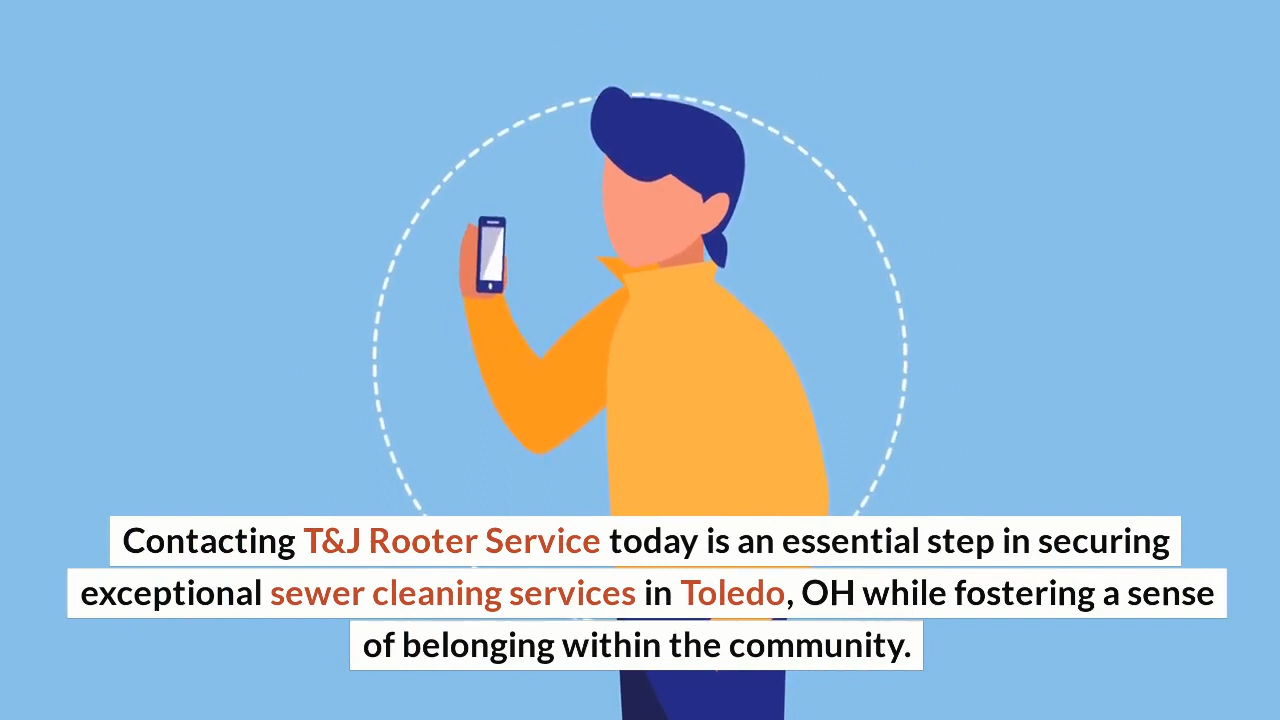 Contacting T&J Rooter Service today is an essential step in securing
exceptional sewer cleaning services in Toledo, OH while fostering a sense
of belonging within the community.